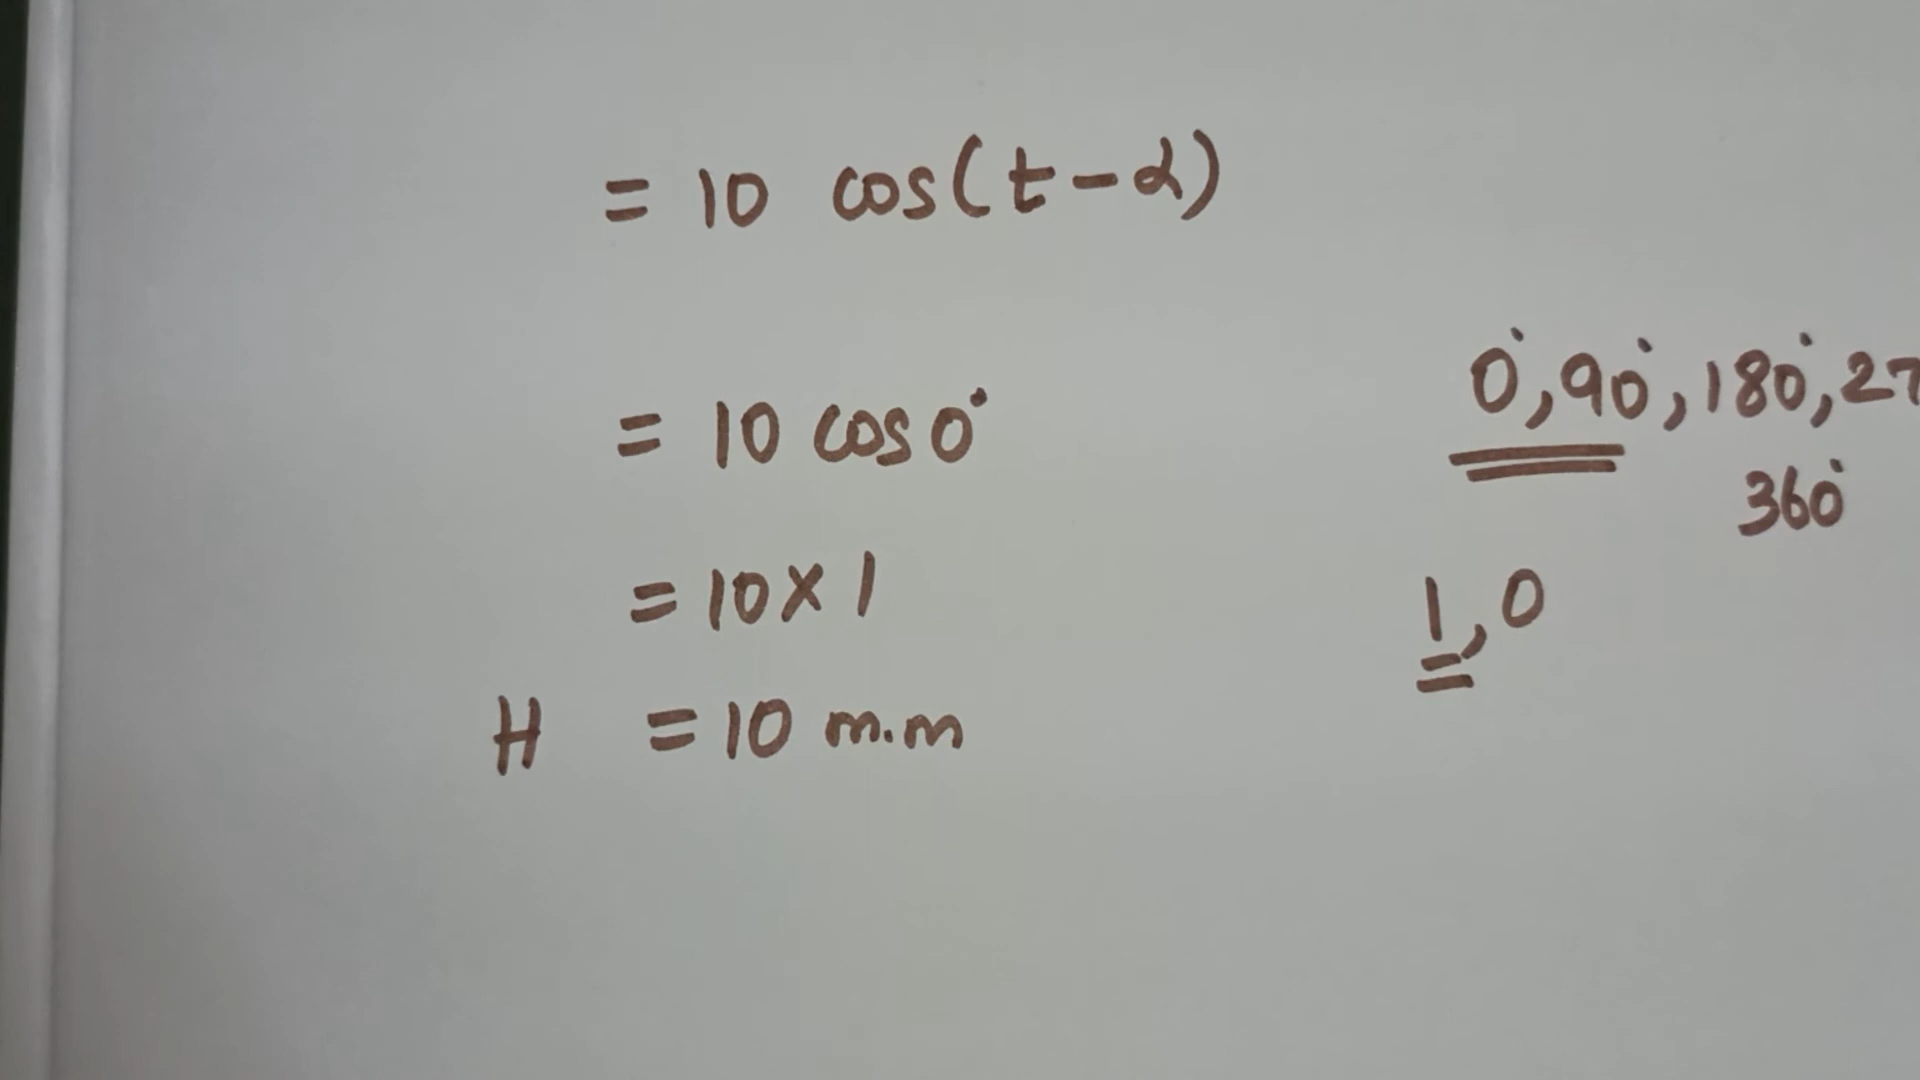 = 10 cos(t-α)
= 10 cos 0°
0°, 90°, 180°, 27
360°
= 10 × 1
1, 0
H = 10 m.m